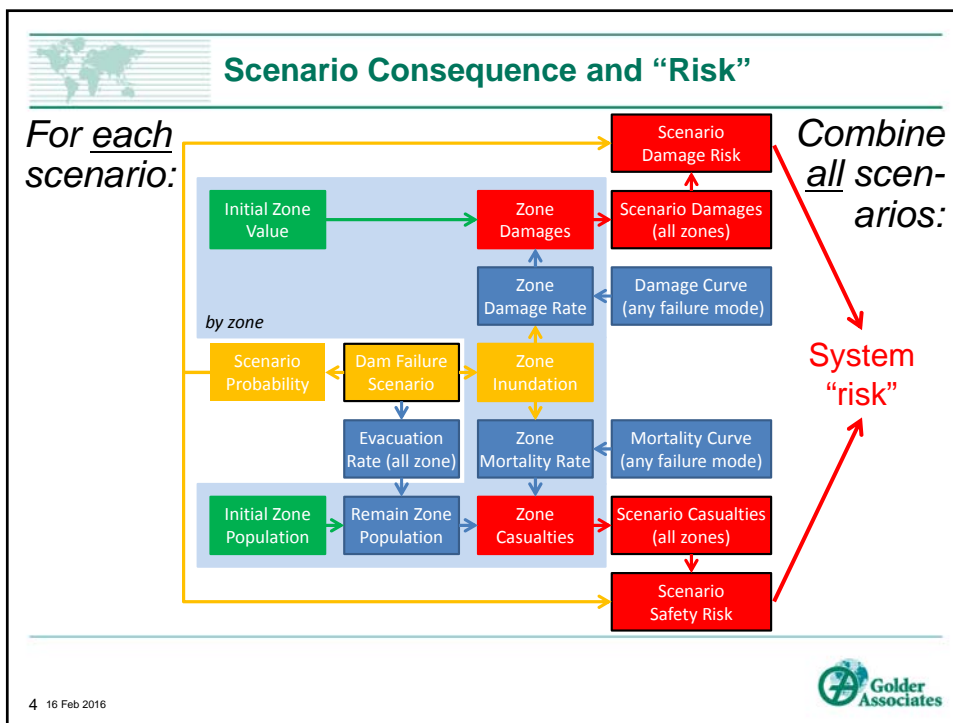 Scenario Consequence and “Risk”
For each
scenario:
Combine
all scen-
arios:
Scenario
Damage Risk
Initial Zone
Value
Zone
Damages
Scenario Damages
(all zones)
Zone
Damage Rate
Damage Curve
(any failure mode)
by zone
Scenario
Probability
Dam Failure
Scenario
Zone
Inundation
System
“risk”
Evacuation
Rate (all zone)
Zone
Mortality Rate
Mortality Curve
(any failure mode)
Initial Zone
Population
Remain Zone
Population
Zone
Casualties
Scenario Casualties
(all zones)
Scenario
Safety Risk
4 16 Feb 2016
Golder
Associates